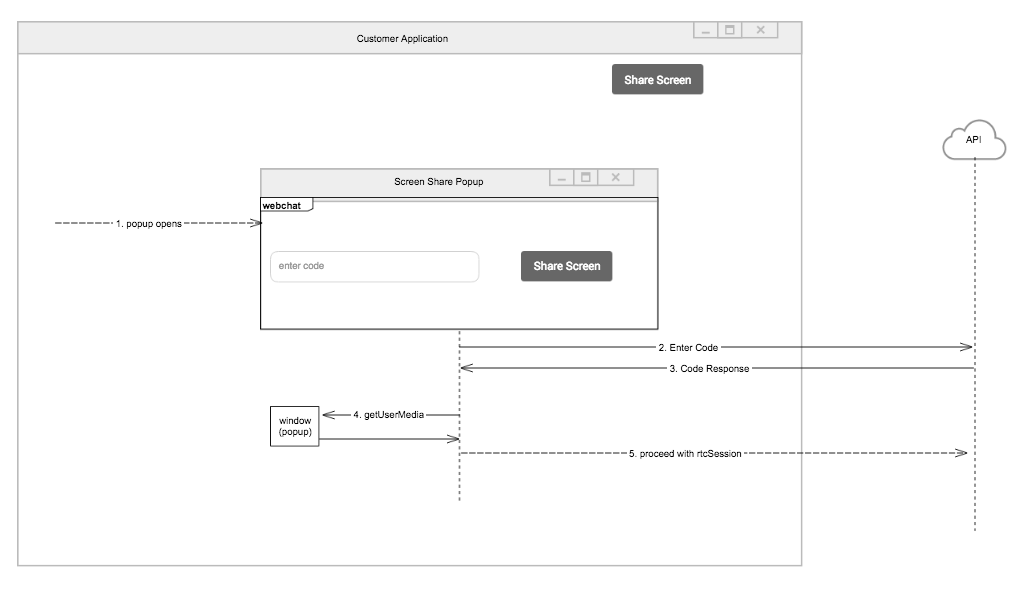 Customer Application
Share Screen
API
Screen Share Popup
webchat
1. popup opens
enter code
Share Screen
2. Enter Code
3. Code Response
4. getUserMedia
window
(popup)
5. proceed with rtcSession